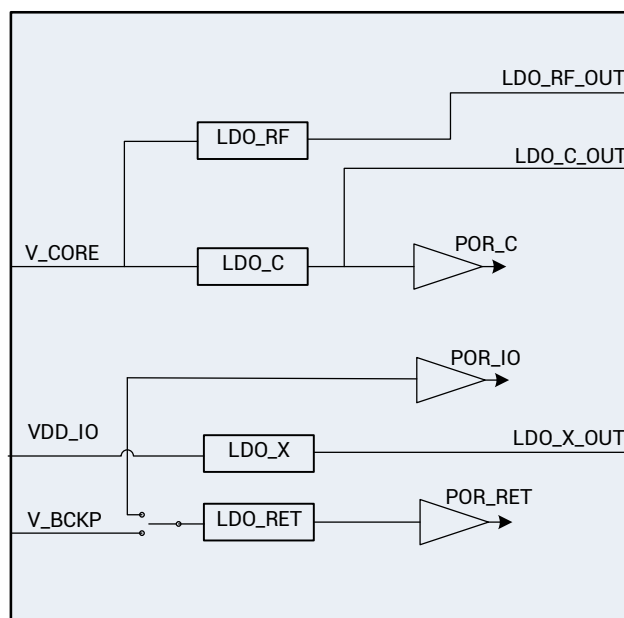 LDO_RF_OUT
LDO_RF
LDO_C_OUT
V_CORE
LDO_C
POR_C
POR_IO
VDD_IO
LDO_X
LDO_X_OUT
V_BCKP
LDO_RET
POR_RET